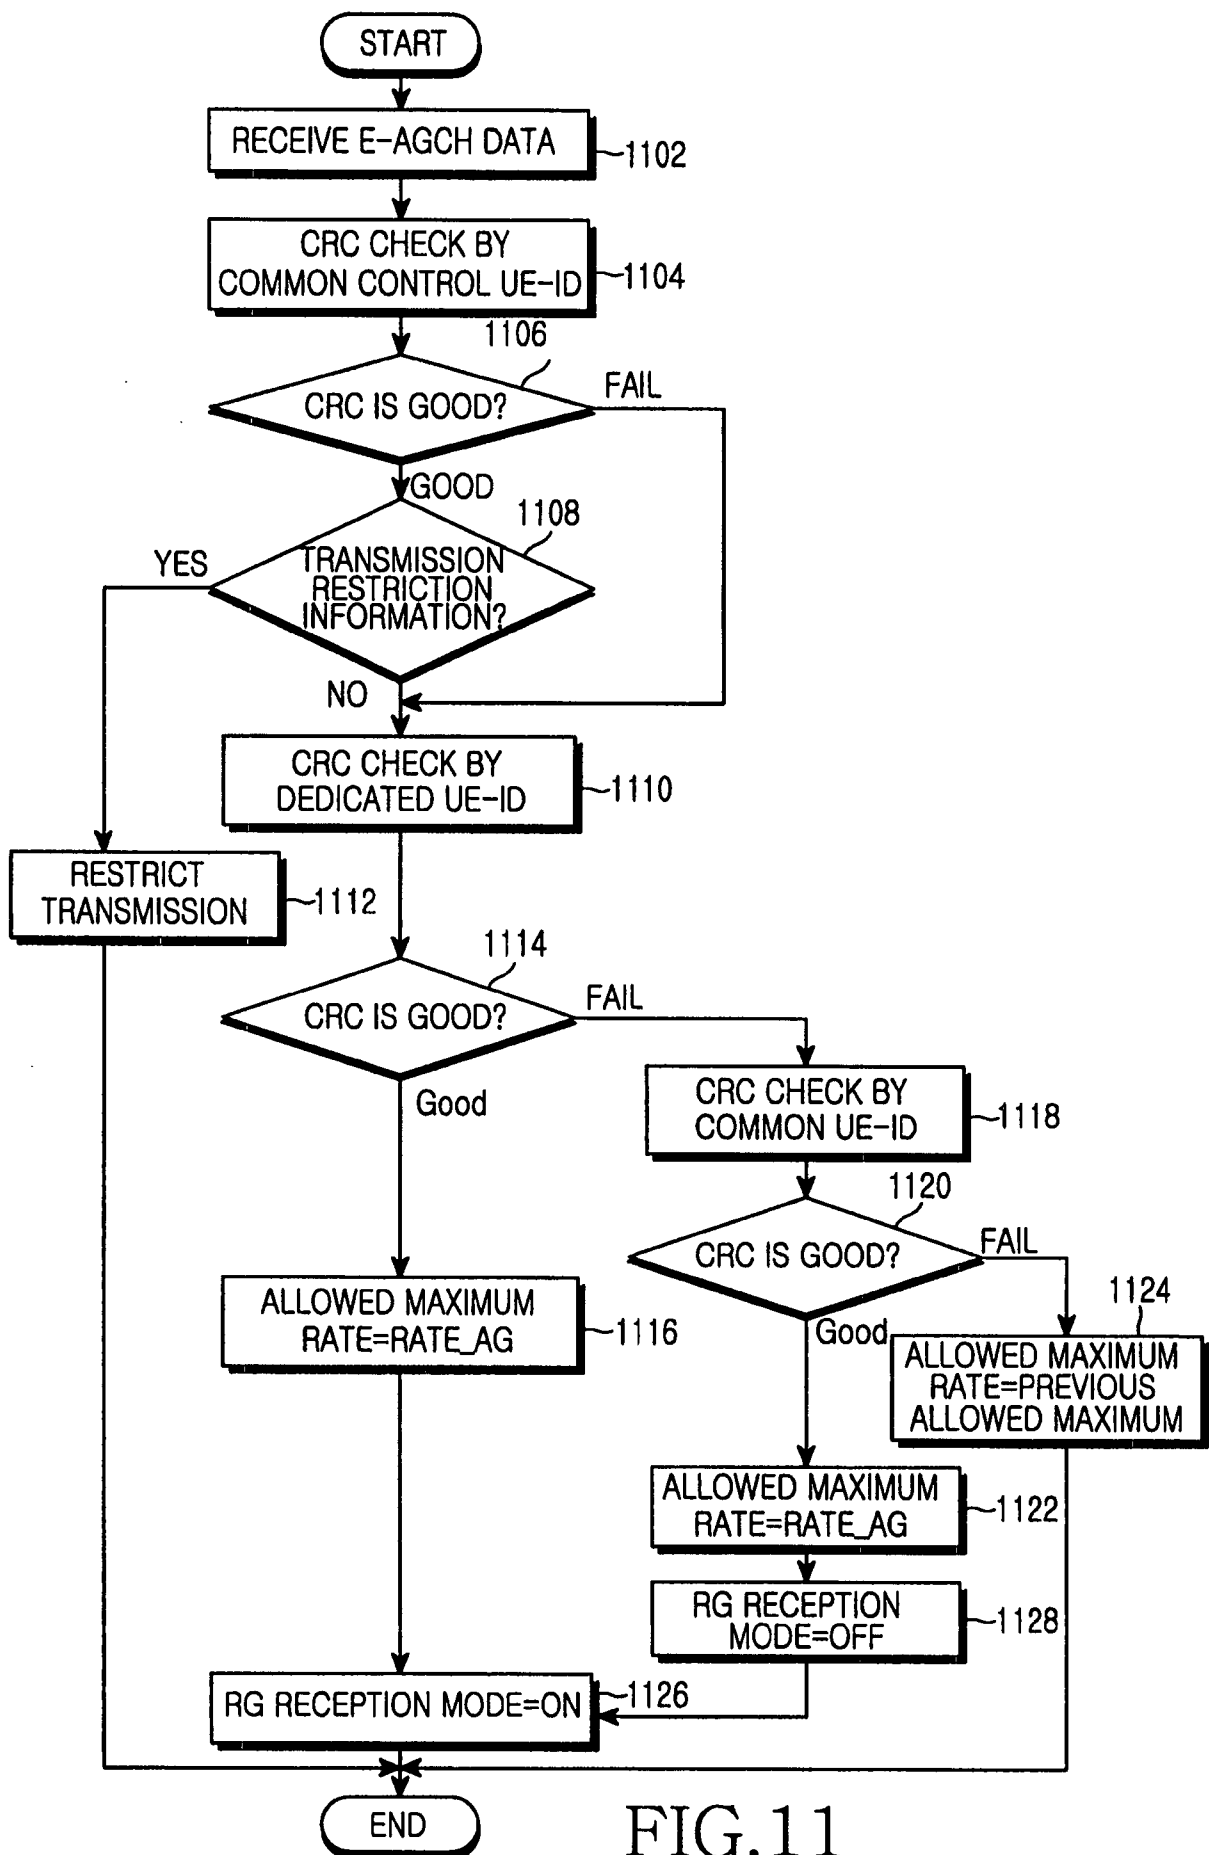 START
RECEIVE E-AGCH DATA
1102
CRC CHECK BY
COMMON CONTROL UE-ID
1104
1106
CRC IS GOOD?
FAIL
GOOD
1108
YES
TRANSMISSION
RESTRICTION
INFORMATION?
NO
CRC CHECK BY
DEDICATED UE-ID
1110
RESTRICT
TRANSMISSION
1112
1114
CRC IS GOOD?
FAIL
Good
CRC CHECK BY
COMMON UE-ID
1118
1120
CRC IS GOOD?
FAIL
Good
1124
ALLOWED MAXIMUM
RATE=PREVIOUS
ALLOWED MAXIMUM
ALLOWED MAXIMUM
RATE=RATE_AG
1116
ALLOWED MAXIMUM
RATE=RATE_AG
1122
RG RECEPTION
MODE=OFF
1128
RG RECEPTION MODE=ON
1126
END
FIG.11